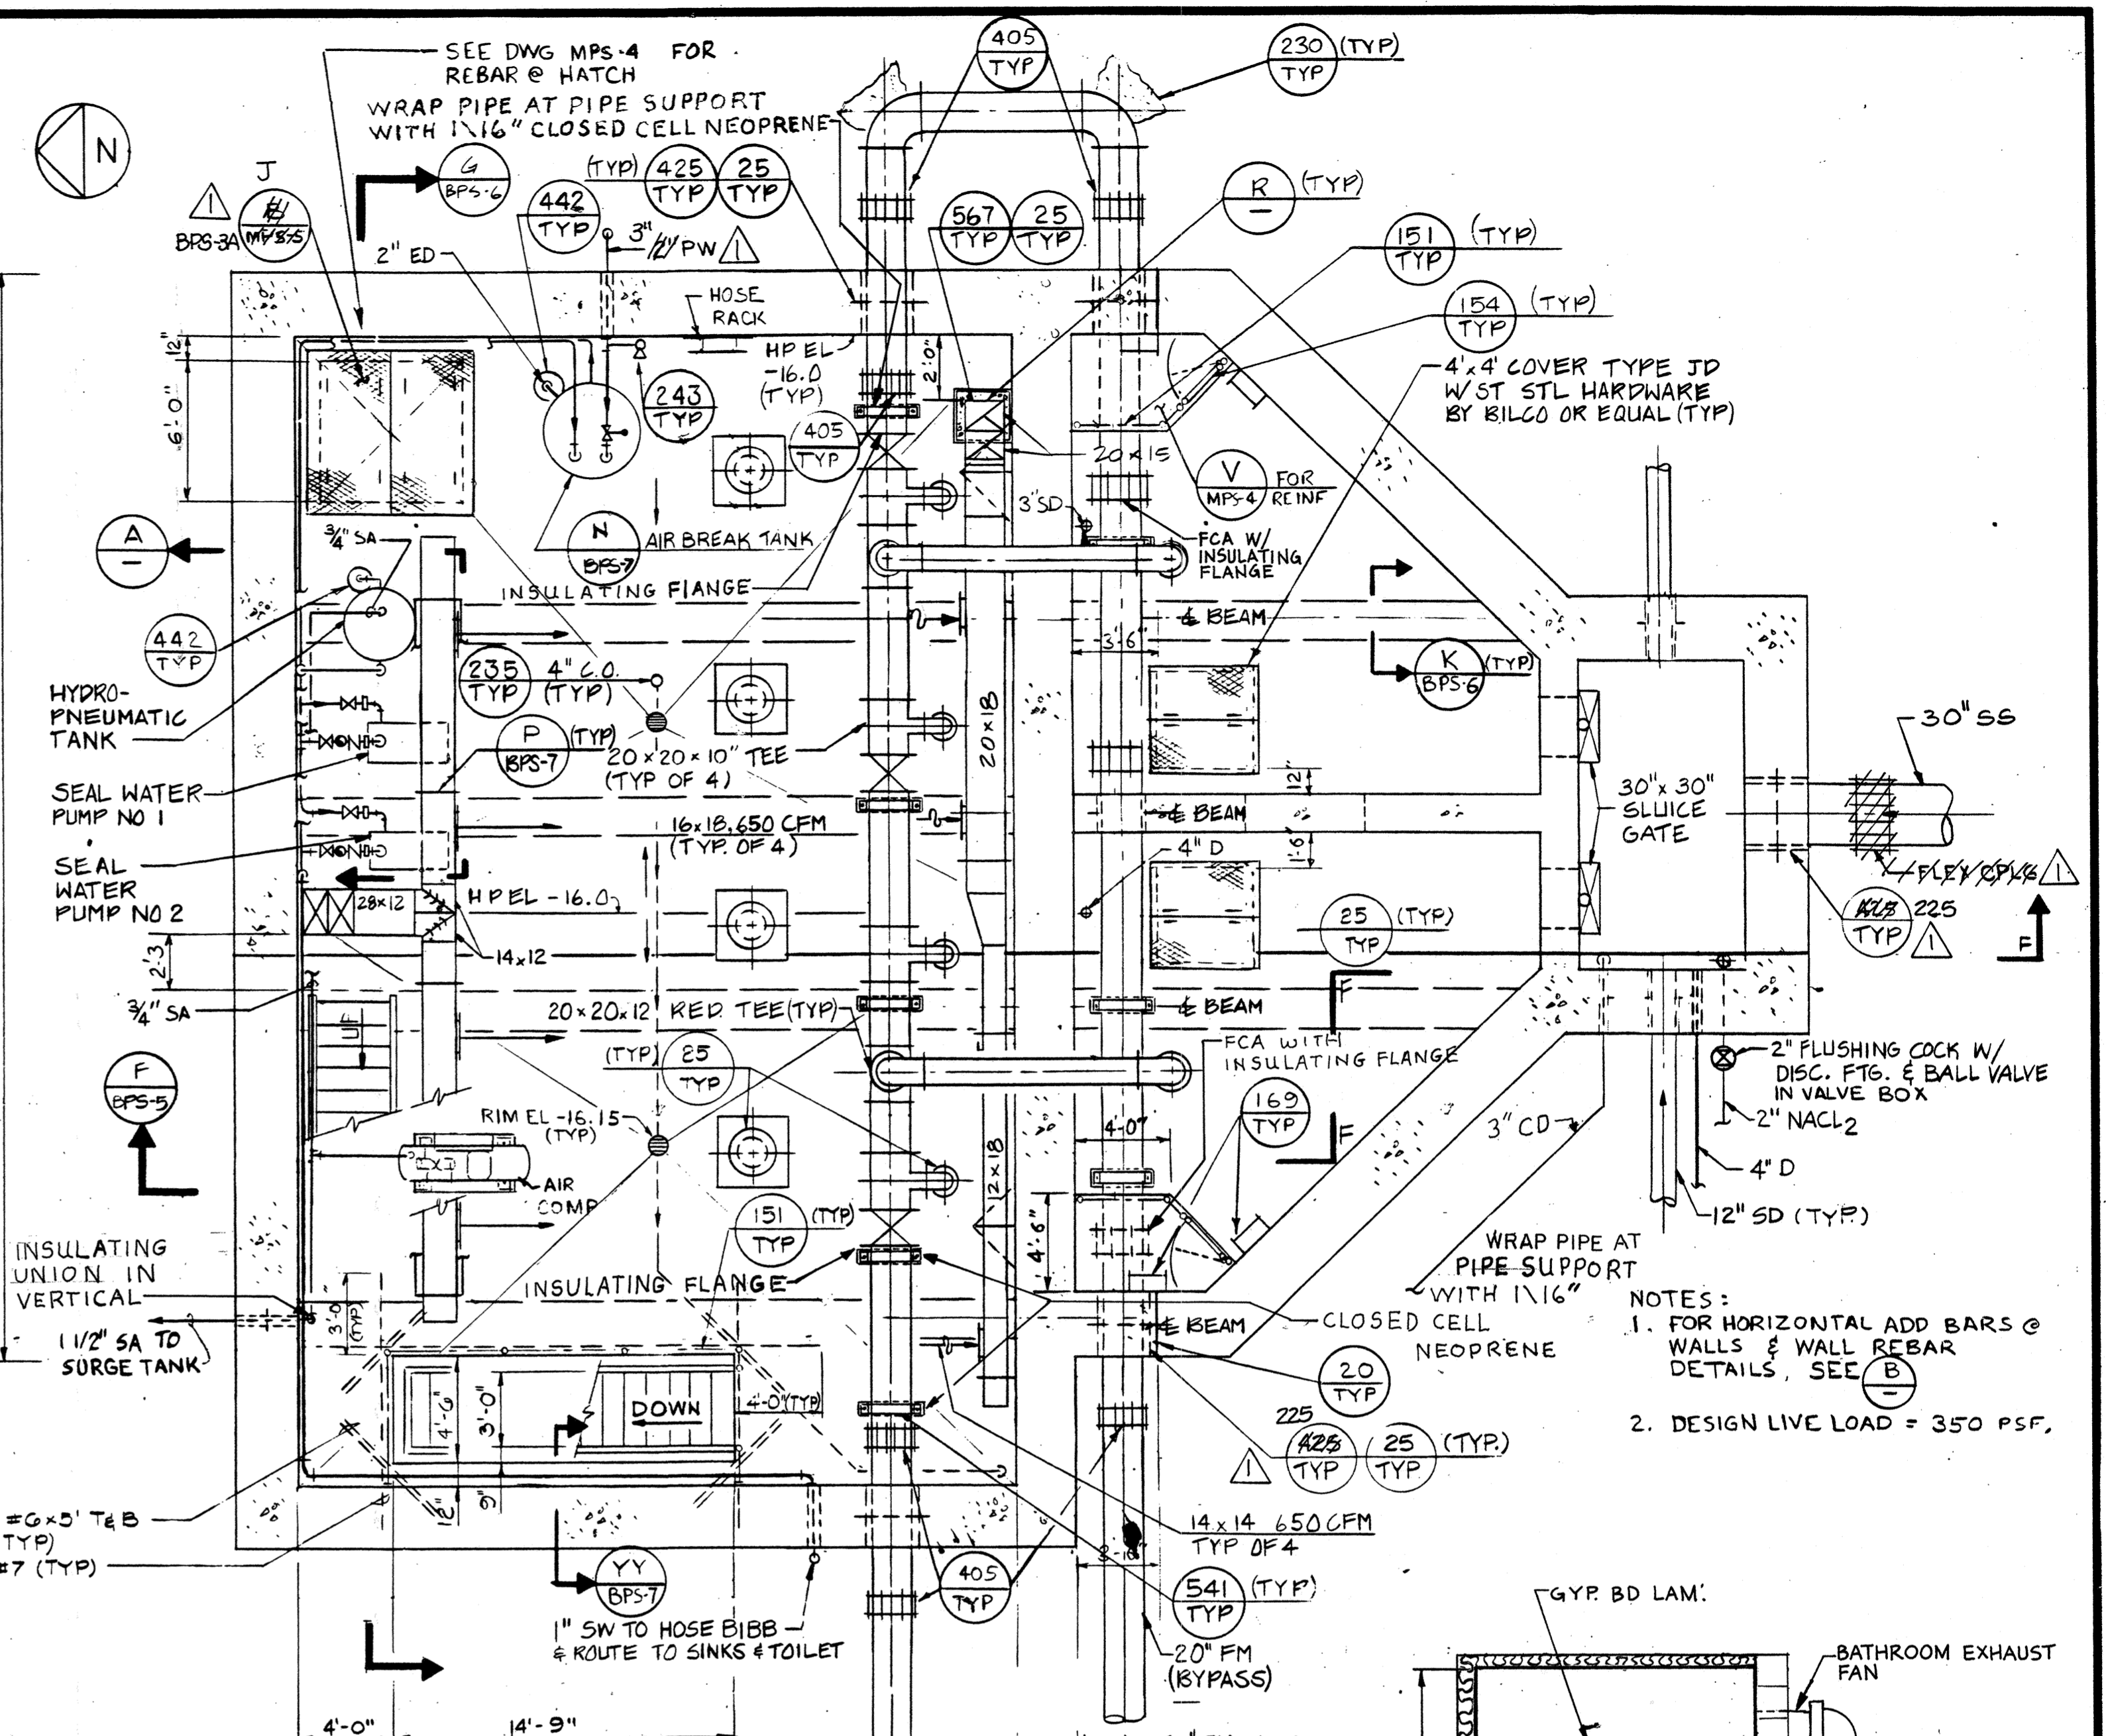 SEE DWG MPS-4 FOR
REBAR @ HATCH
WRAP PIPE AT PIPE SUPPORT
WITH 1\16" CLOSED CELL NEOPRENE
N
405
TYP
230
TYP
(TYP)
J
1
BPS-3A
G
BPS-6
442
TYP
(TYP)
425
TYP
25
TYP
567
TYP
25
TYP
R
(TYP)
2" ED
3"
PW
1
151
TYP
(TYP)
154
TYP
(TYP)
HOSE
RACK
HP EL
-16.0
(TYP)
2'-0"
12"
6'-0"
243
TYP
405
TYP
4'x4' COVER TYPE JD
W/ST STL HARDWARE
BY BILCO OR EQUAL (TYP)
20x15
V
MPS-4
FOR
REINF
3" SD
FCA W/
INSULATING
FLANGE
A
3/4" SA
N
BPS-7
AIR BREAK TANK
INSULATING FLANGE
442
TYP
₵ BEAM
3'-6"
K
BPS-6
(TYP)
HYDRO-
PNEUMATIC
TANK
235
TYP
4" C.O.
(TYP)
P
BPS-7
(TYP)
20x20x10" TEE
(TYP OF 4)
20x18
30" SS
SEAL WATER
PUMP NO 1
SEAL
WATER
PUMP NO 2
16x18,650 CFM
(TYP. OF 4)
₵ BEAM
12"
1'-6"
30"x30"
SLUICE
GATE
4" D
FLEX CPLG
1
225
TYP
1
28x12
HP EL -16.0
14x12
25
TYP
(TYP)
F
2'-3
3/4" SA
UP
20x20x12 RED. TEE (TYP)
₵ BEAM
F
(TYP)
25
TYP
FCA WITH
INSULATING FLANGE
F
BPS-5
RIM EL -16.15
(TYP)
169
TYP
4'-0"
F
3" CD
2" FLUSHING COCK W/
DISC. FTG. & BALL VALVE
IN VALVE BOX
2" NACL2
4" D
12" SD (TYP.)
AIR
COMP
12x18
151
TYP
(TYP)
4'-6"
INSULATING
UNION IN
VERTICAL
1 1/2" SA TO
SURGE TANK
3'-0"
(TYP)
INSULATING FLANGE
WRAP PIPE AT
PIPE SUPPORT
WITH 1\16"
CLOSED CELL
NEOPRENE
₵ BEAM
NOTES:
1. FOR HORIZONTAL ADD BARS @
WALLS & WALL REBAR
DETAILS, SEE B
2. DESIGN LIVE LOAD = 350 PSF.
20
TYP
4'-6"
3'-0"
DOWN
4'-0" (TYP)
225
TYP
25
TYP
(TYP.)
1
12"
9"
#6x5' T&B
TYP)
#7 (TYP)
14x14 650 CFM
TYP OF 4
YY
BPS-7
405
TYP
541
TYP
(TYP)
1" SW TO HOSE BIBB
& ROUTE TO SINKS & TOILET
20" FM
(BYPASS)
GYP. BD LAM.
BATHROOM EXHAUST
FAN
4'-0"
14'-9"